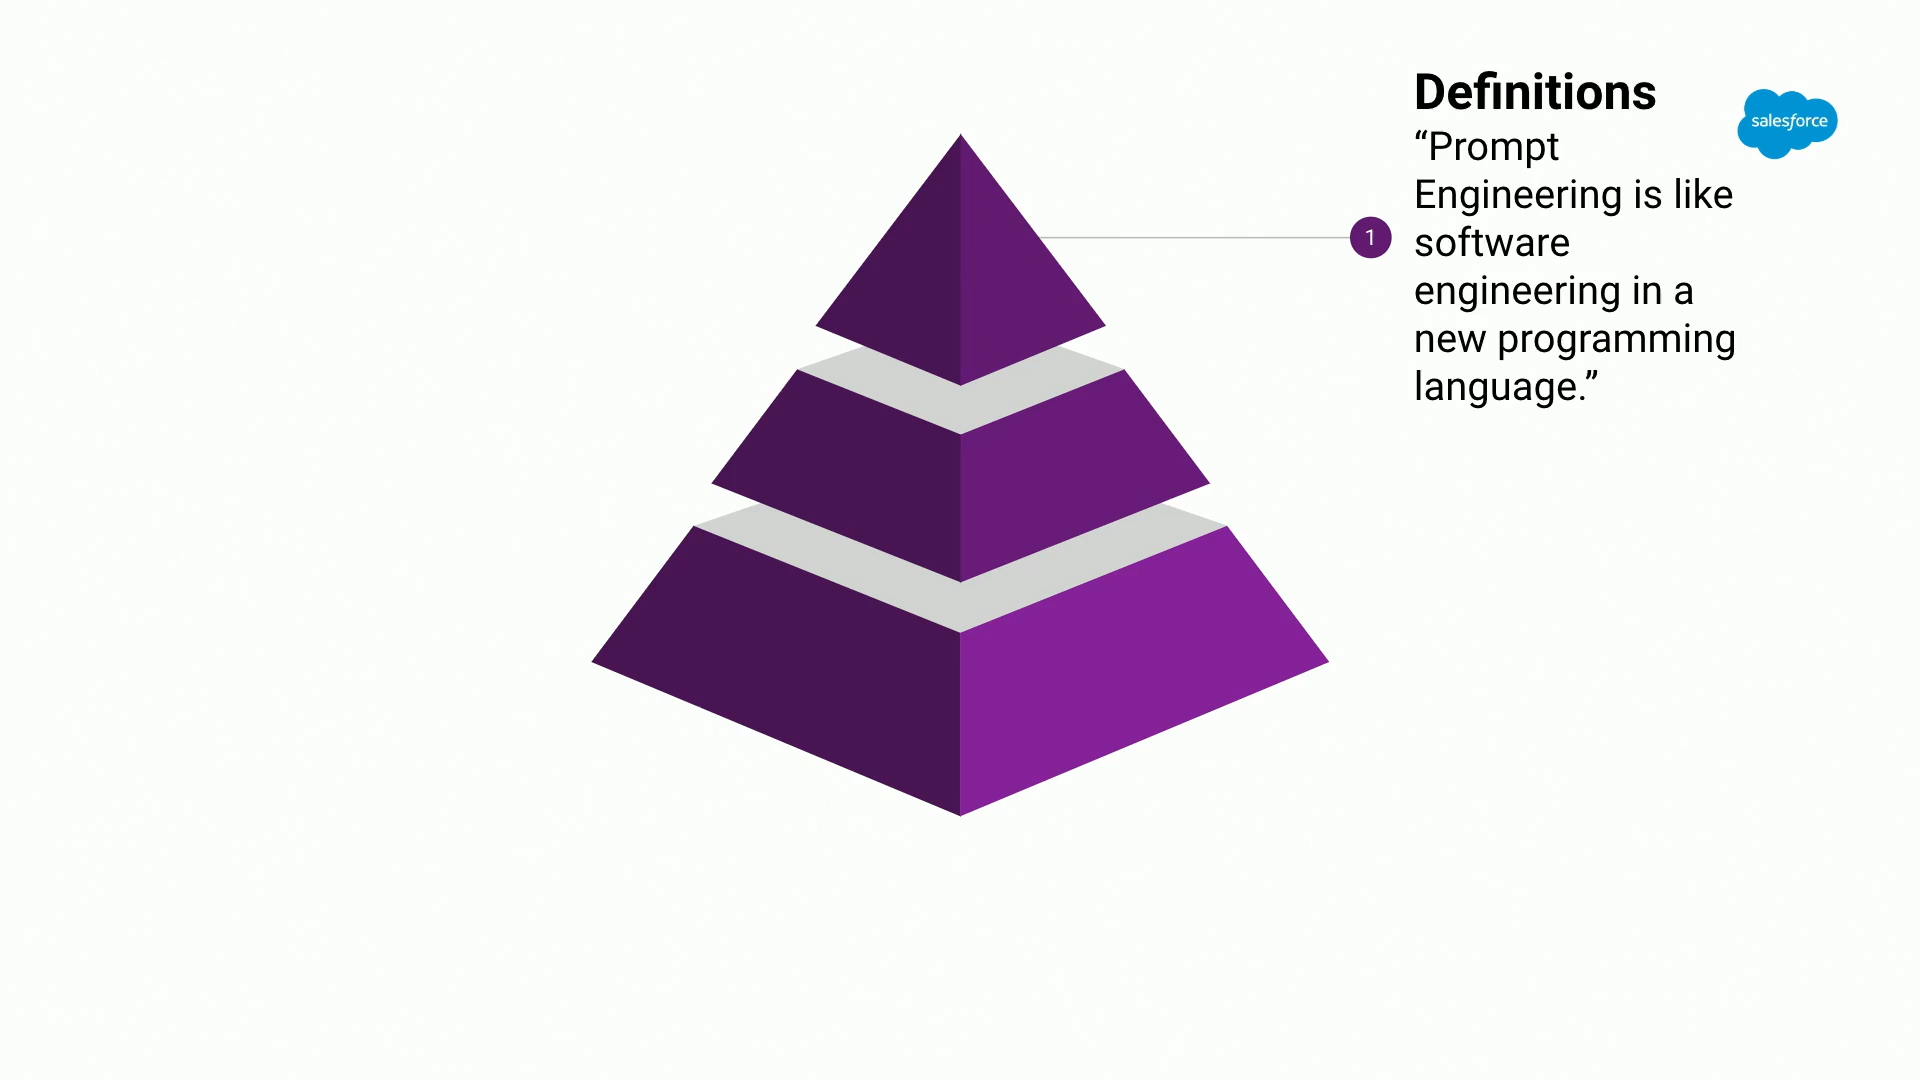 Definitions
“Prompt
Engineering is like
software
engineering in a
new programming
language.”
salesforce
1